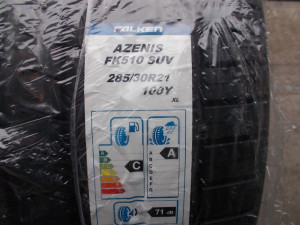 FALKEN
AZENIS
FK510 SUV
285/30R21
100Y
XL
C
A
A
B
C
D
E
F
G
71 dB